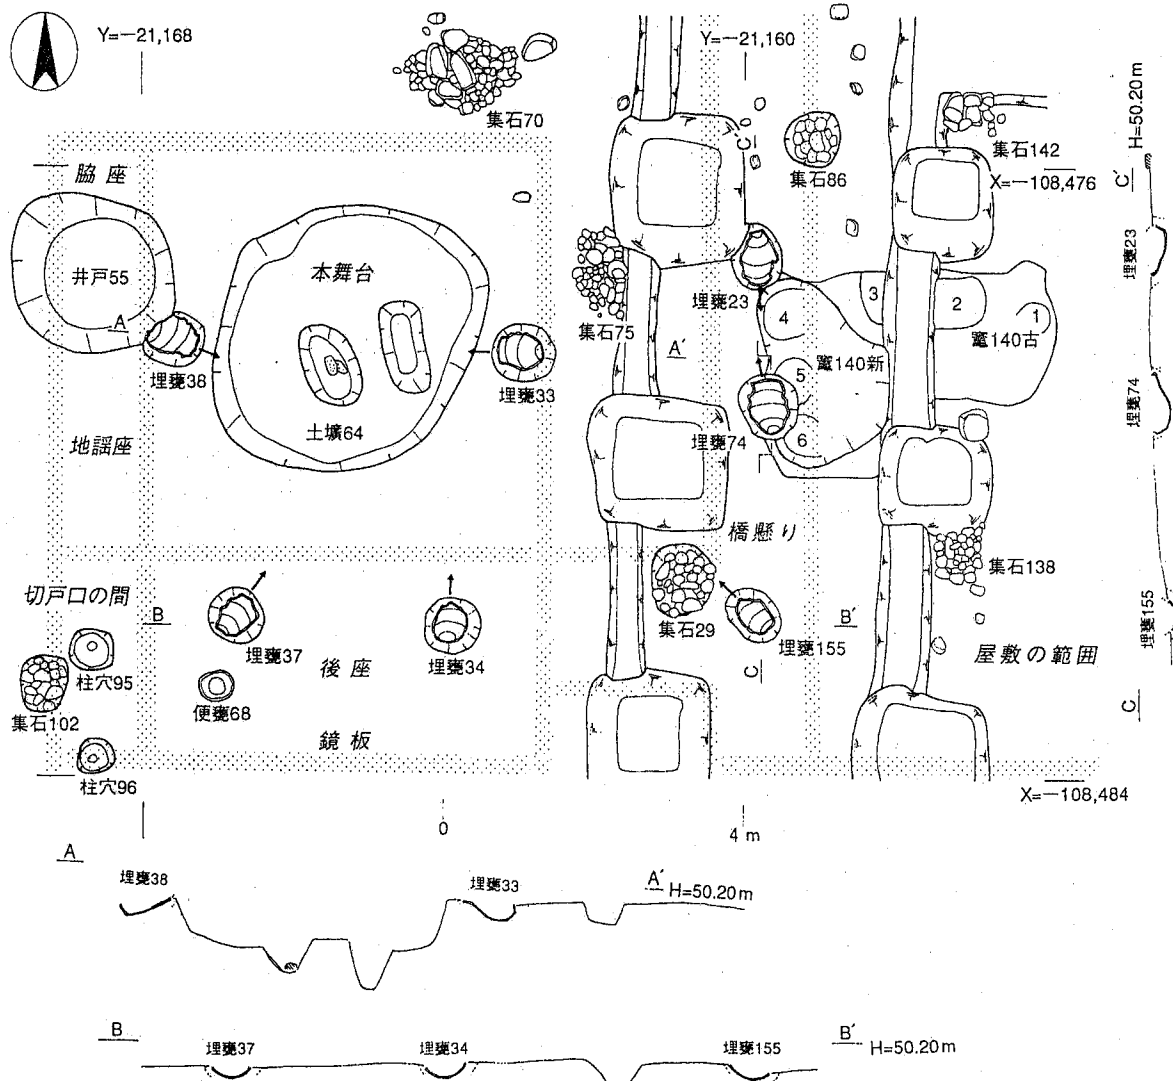 Y=−21,168
Y=−21,160
集石70
H=50.20m
C
C′
集石86
集石142
X=−108,476
脇座
井戸55
本舞台
埋甕23
集石75
埋甕23
A
A′
埋甕38
埋甕33
3
4
2
1
竈140古
竈140新
5
6
埋甕74
埋甕74
土壙64
地謡座
橋懸り
切戸口の間
B
B′
集石138
埋甕37
埋甕34
集石29
埋甕155
埋甕155
屋敷の範囲
柱穴95
後座
C
C
集石102
便甕68
鏡板
柱穴96
X=−108,484
0
4 m
A
埋甕38
埋甕33
A′ H=50.20m
B
埋甕37
埋甕34
埋甕155
B′ H=50.20m